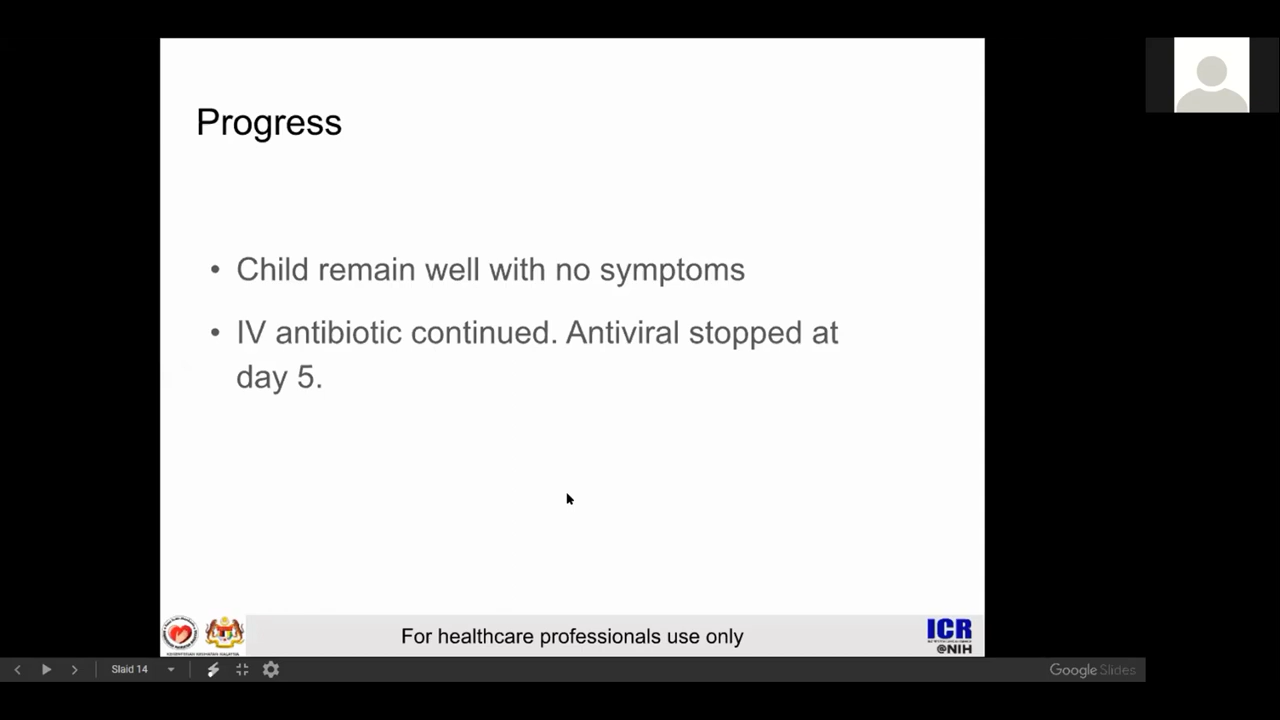 Progress
• Child remain well with no symptoms
• IV antibiotic continued. Antiviral stopped at
day 5.
For healthcare professionals use only
ICR
@NIH
Slaid 14
Google Slides